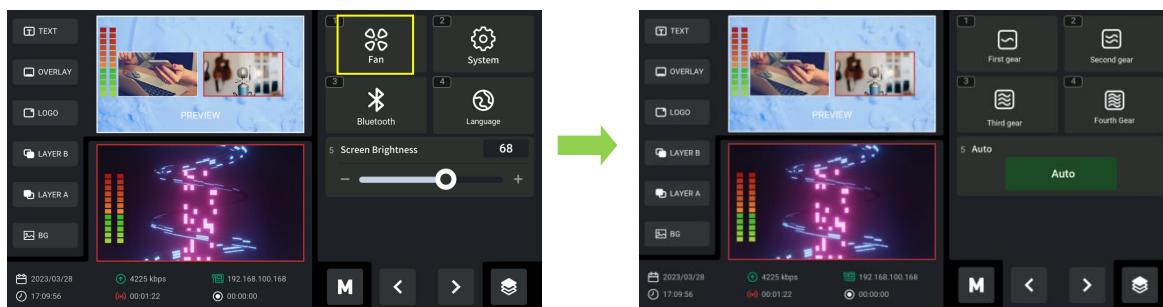 TEXT
OVERLAY
LOGO
LAYER B
LAYER A
BG
PREVIEW
1
Fan
2
System
3
Bluetooth
4
Language
5 Screen Brightness 68
2023/03/28
4225 kbps
192.168.100.168
17:09:56
00:01:22
00:00:00
M
TEXT
OVERLAY
LOGO
LAYER B
LAYER A
BG
PREVIEW
1
First gear
2
Second gear
3
Third gear
4
Fourth Gear
5 Auto
Auto
2023/03/28
4225 kbps
192.168.100.168
17:09:56
00:01:22
00:00:00
M